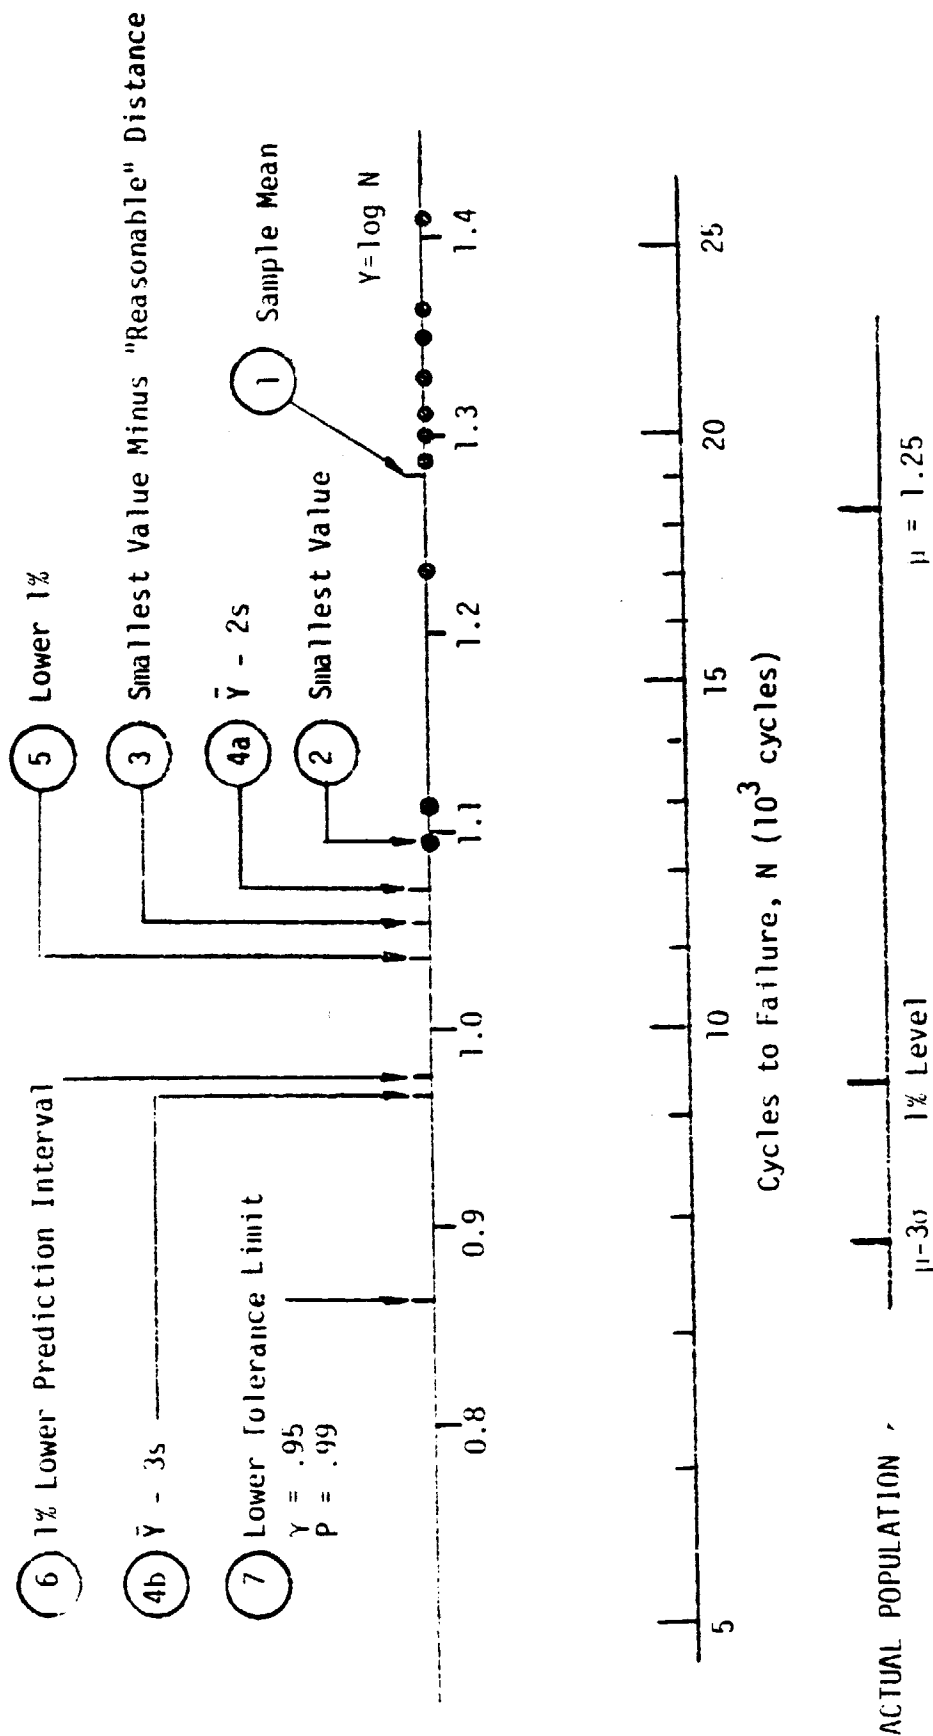 5 Lower 1%
3 Smallest Value Minus "Reasonable" Distance
4a Ȳ - 2s
2 Smallest Value
1 Sample Mean
6 1% Lower Prediction Interval
4b Ȳ - 3s
7 Lower Tolerance Limit
γ = .95
P = .99
Y=log N
0.8 0.9 1.0 1.1 1.2 1.3 1.4
5 10 15 20 25
Cycles to Failure, N (10³ cycles)
ACTUAL POPULATION
μ-3σ 1% Level μ = 1.25